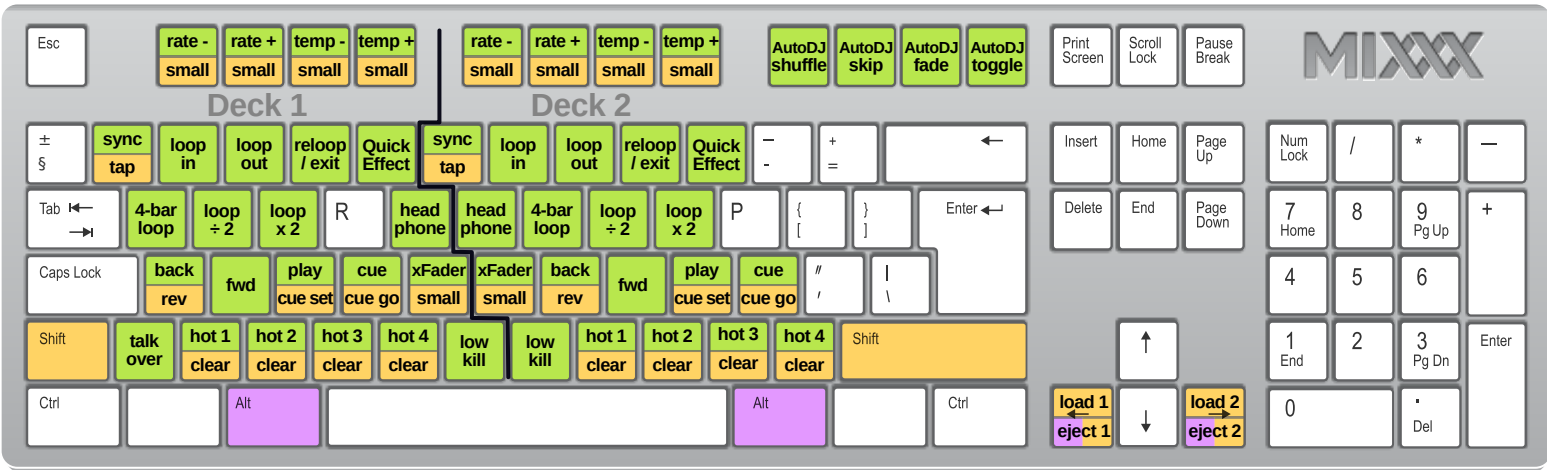 Esc
rate - rate + temp - temp +
small small small small
rate - rate + temp - temp +
small small small small
AutoDJ AutoDJ AutoDJ AutoDJ
shuffle skip fade toggle
Print Screen
Scroll Lock
Pause Break
MIXXX
Deck 1
Deck 2
±
§
sync
tap
loop in
loop out
reloop / exit
Quick Effect
sync
tap
loop in
loop out
reloop / exit
Quick Effect
—
-
+
=
←
Insert
Home
Page Up
Num Lock
/
*
—
Tab
4-bar loop
loop ÷ 2
loop x 2
R
head phone
head phone
4-bar loop
loop ÷ 2
loop x 2
P
{
[
}
]
Enter
Delete
End
Page Down
7
Home
8
9
Pg Up
+
Caps Lock
back
rev
fwd
play
cue set
cue
cue go
xFader
small
xFader
small
back
rev
fwd
play
cue set
cue
cue go
"
'
|
\
4
5
6
Shift
talk over
hot 1
clear
hot 2
clear
hot 3
clear
hot 4
clear
low kill
low kill
hot 1
clear
hot 2
clear
hot 3
clear
hot 4
clear
Shift
↑
1
End
2
3
Pg Dn
Enter
Ctrl
Alt
Alt
Ctrl
load 1
←
eject 1
↓
load 2
→
eject 2
0
.
Del